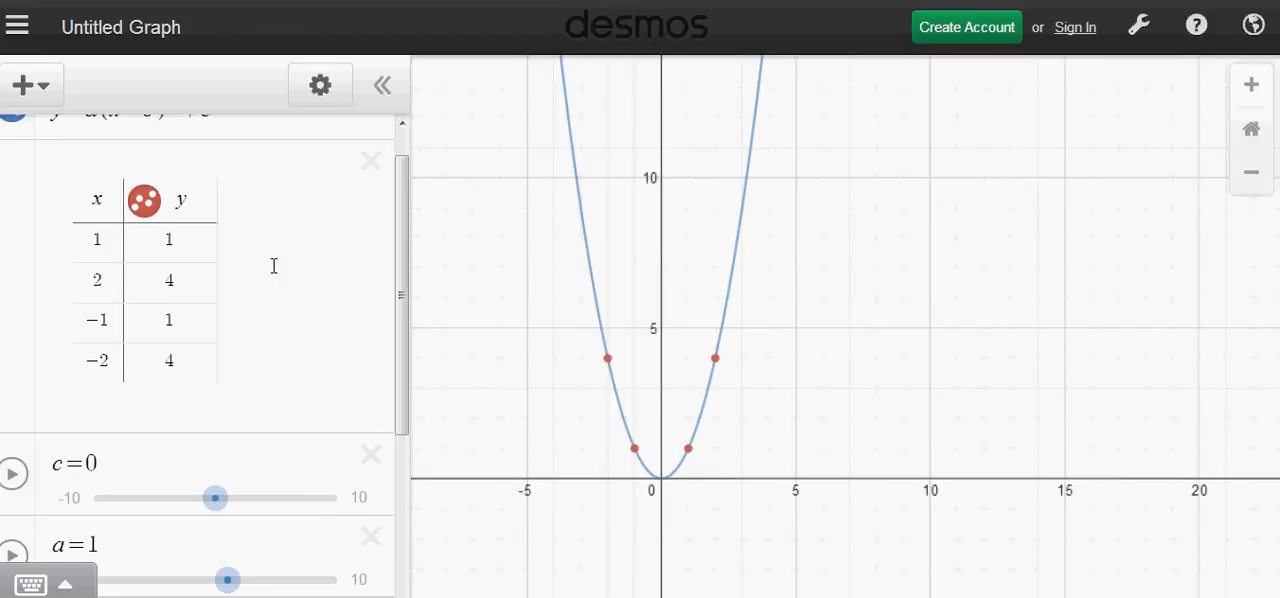 Untitled Graph
desmos
Create Account or Sign In
x y
1 1
2 4
−1 1
−2 4
c=0
-10 10
a=1
10
10
5
-5 0 5 10 15 20